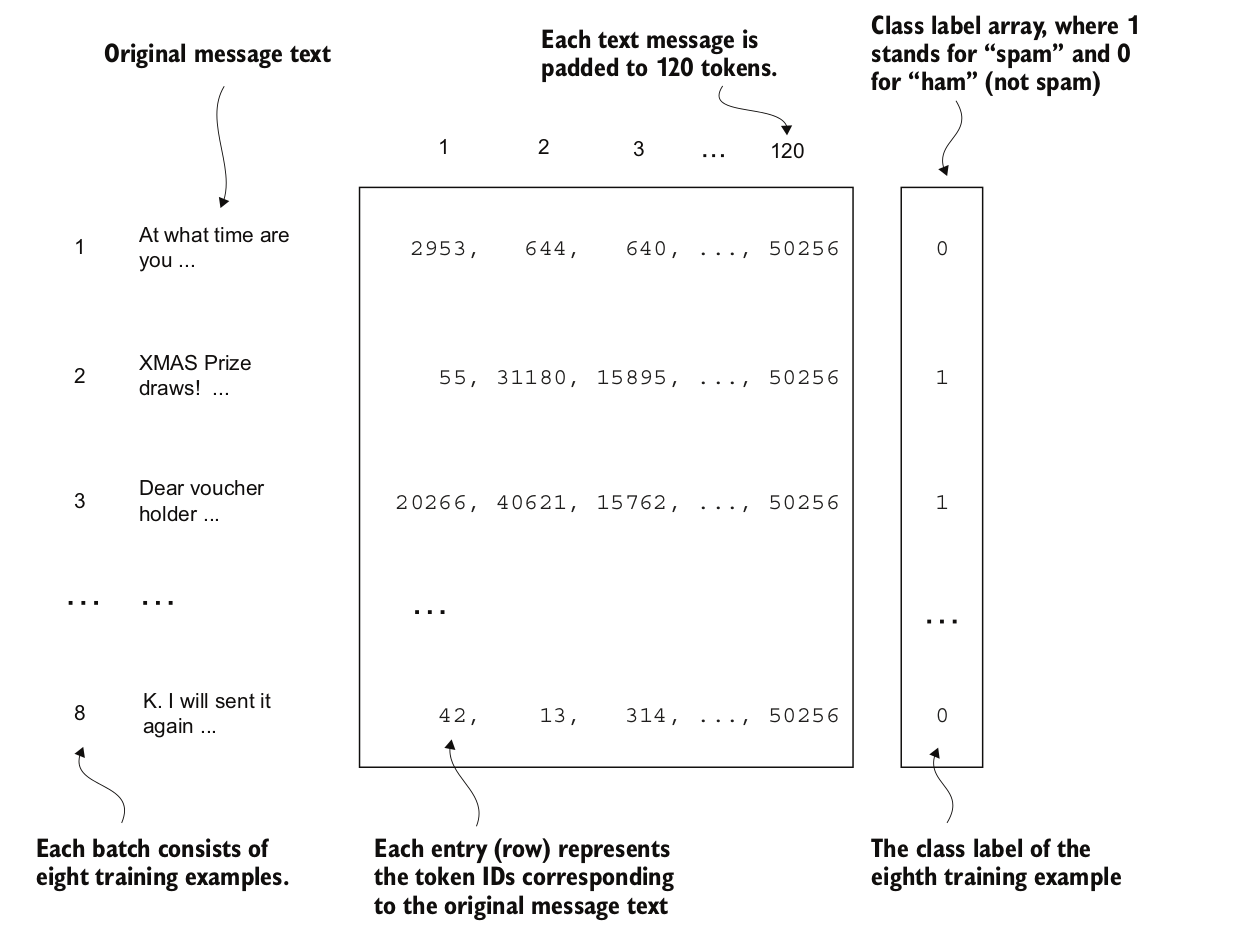 Original message text
Each text message is
padded to 120 tokens.
Class label array, where 1
stands for “spam” and 0
for “ham” (not spam)
1 2 3 ... 120
1 At what time are
you ...
2953, 644, 640, ..., 50256 0
2 XMAS Prize
draws! ...
55, 31180, 15895, ..., 50256 1
3 Dear voucher
holder ...
20266, 40621, 15762, ..., 50256 1
... ... ... ...
8 K. I will sent it
again ...
42, 13, 314, ..., 50256 0
Each batch consists of
eight training examples.
Each entry (row) represents
the token IDs corresponding
to the original message text
The class label of the
eighth training example